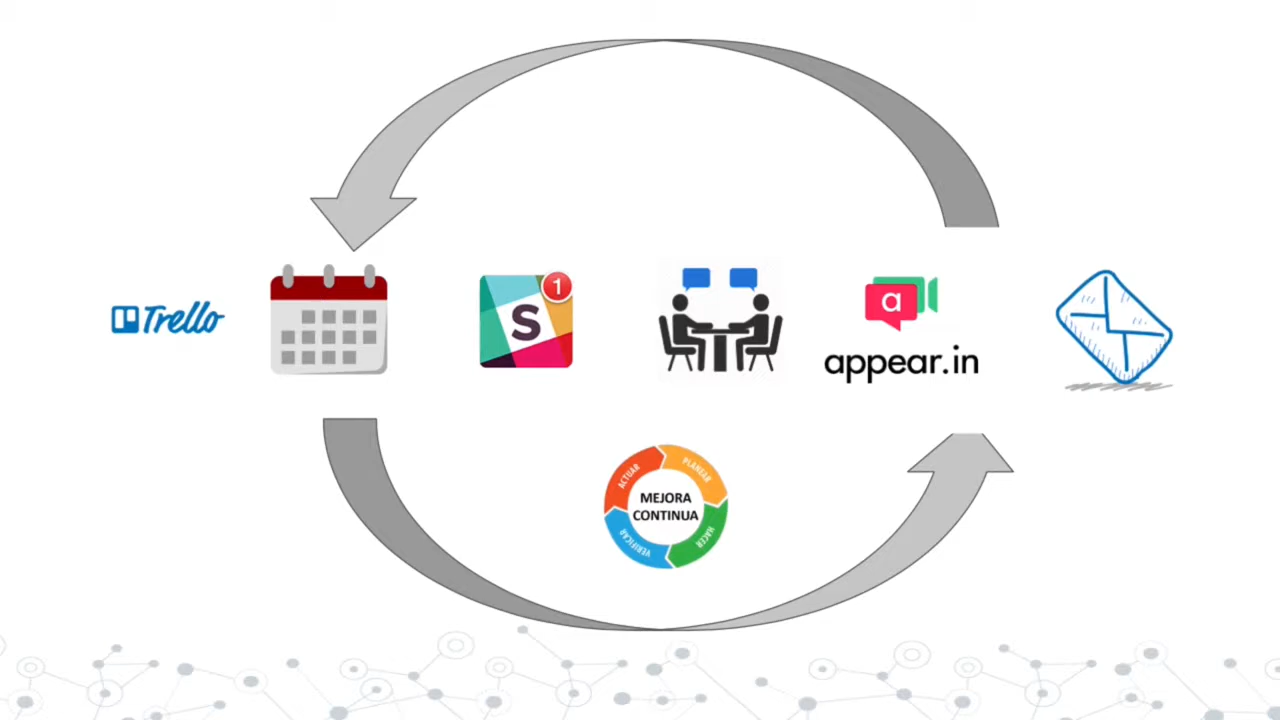 Trello
S
1
a
appear.in
ACTUAR
PLANEAR
MEJORA
CONTINUA
VERIFICAR
HACER